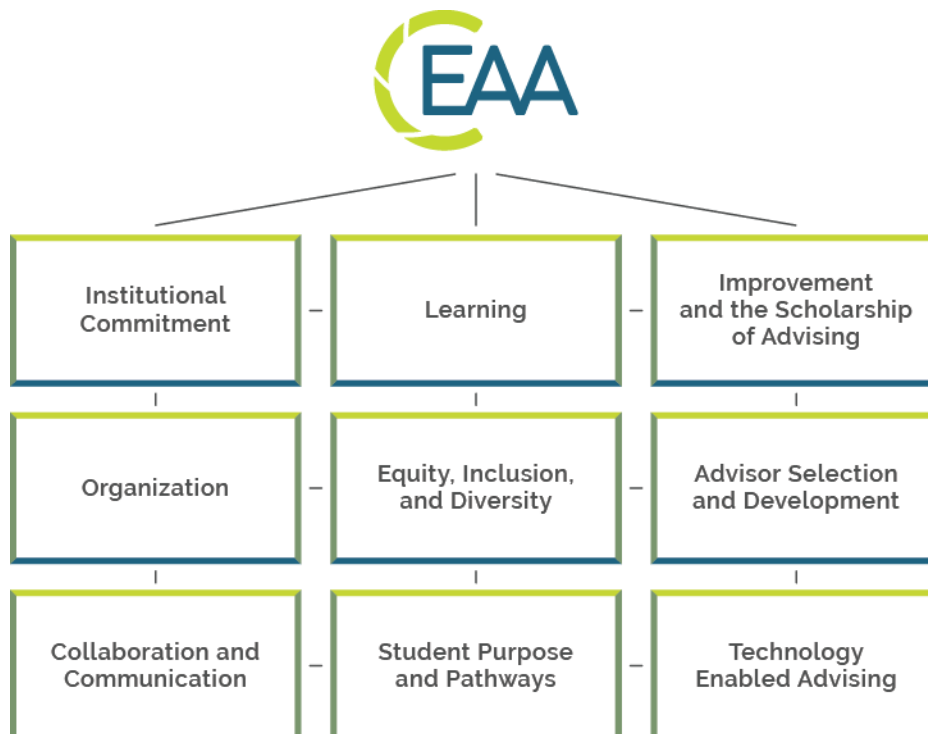 CEAA
Institutional
Commitment
Learning
Improvement
and the Scholarship
of Advising
Organization
Equity, Inclusion,
and Diversity
Advisor Selection
and Development
Collaboration and
Communication
Student Purpose
and Pathways
Technology
Enabled Advising